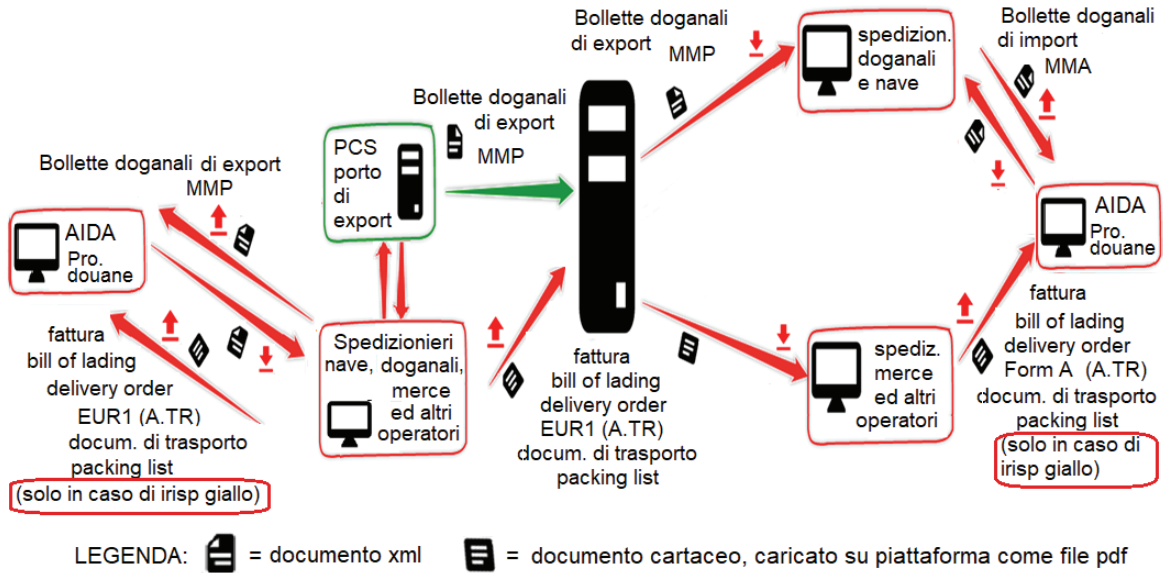 Bollette doganali di export
MMP
AIDA
Pro.
douane
fattura
bill of lading
delivery order
EUR1 (A.TR)
docum. di trasporto
packing list
(solo in caso di irisp giallo)
PCS
porto
di
export
Spedizionieri
nave, doganali,
merce
ed altri
operatori
Bollette doganali
di export
MMP
fattura
bill of lading
delivery order
EUR1 (A.TR)
docum. di trasporto
packing list
Bollette doganali
di export
MMP
spedizion.
doganali
e nave
spediz.
merce
ed altri
operatori
Bollette doganali
di import
MMA
AIDA
Pro.
douane
fattura
bill of lading
delivery order
Form A (A.TR)
docum. di trasporto
packing list
(solo in caso di
irisp giallo)
LEGENDA: = documento xml = documento cartaceo, caricato su piattaforma come file pdf